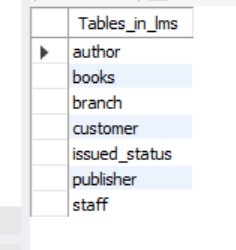 Tables_in_lms
author
books
branch
customer
issued_status
publisher
staff